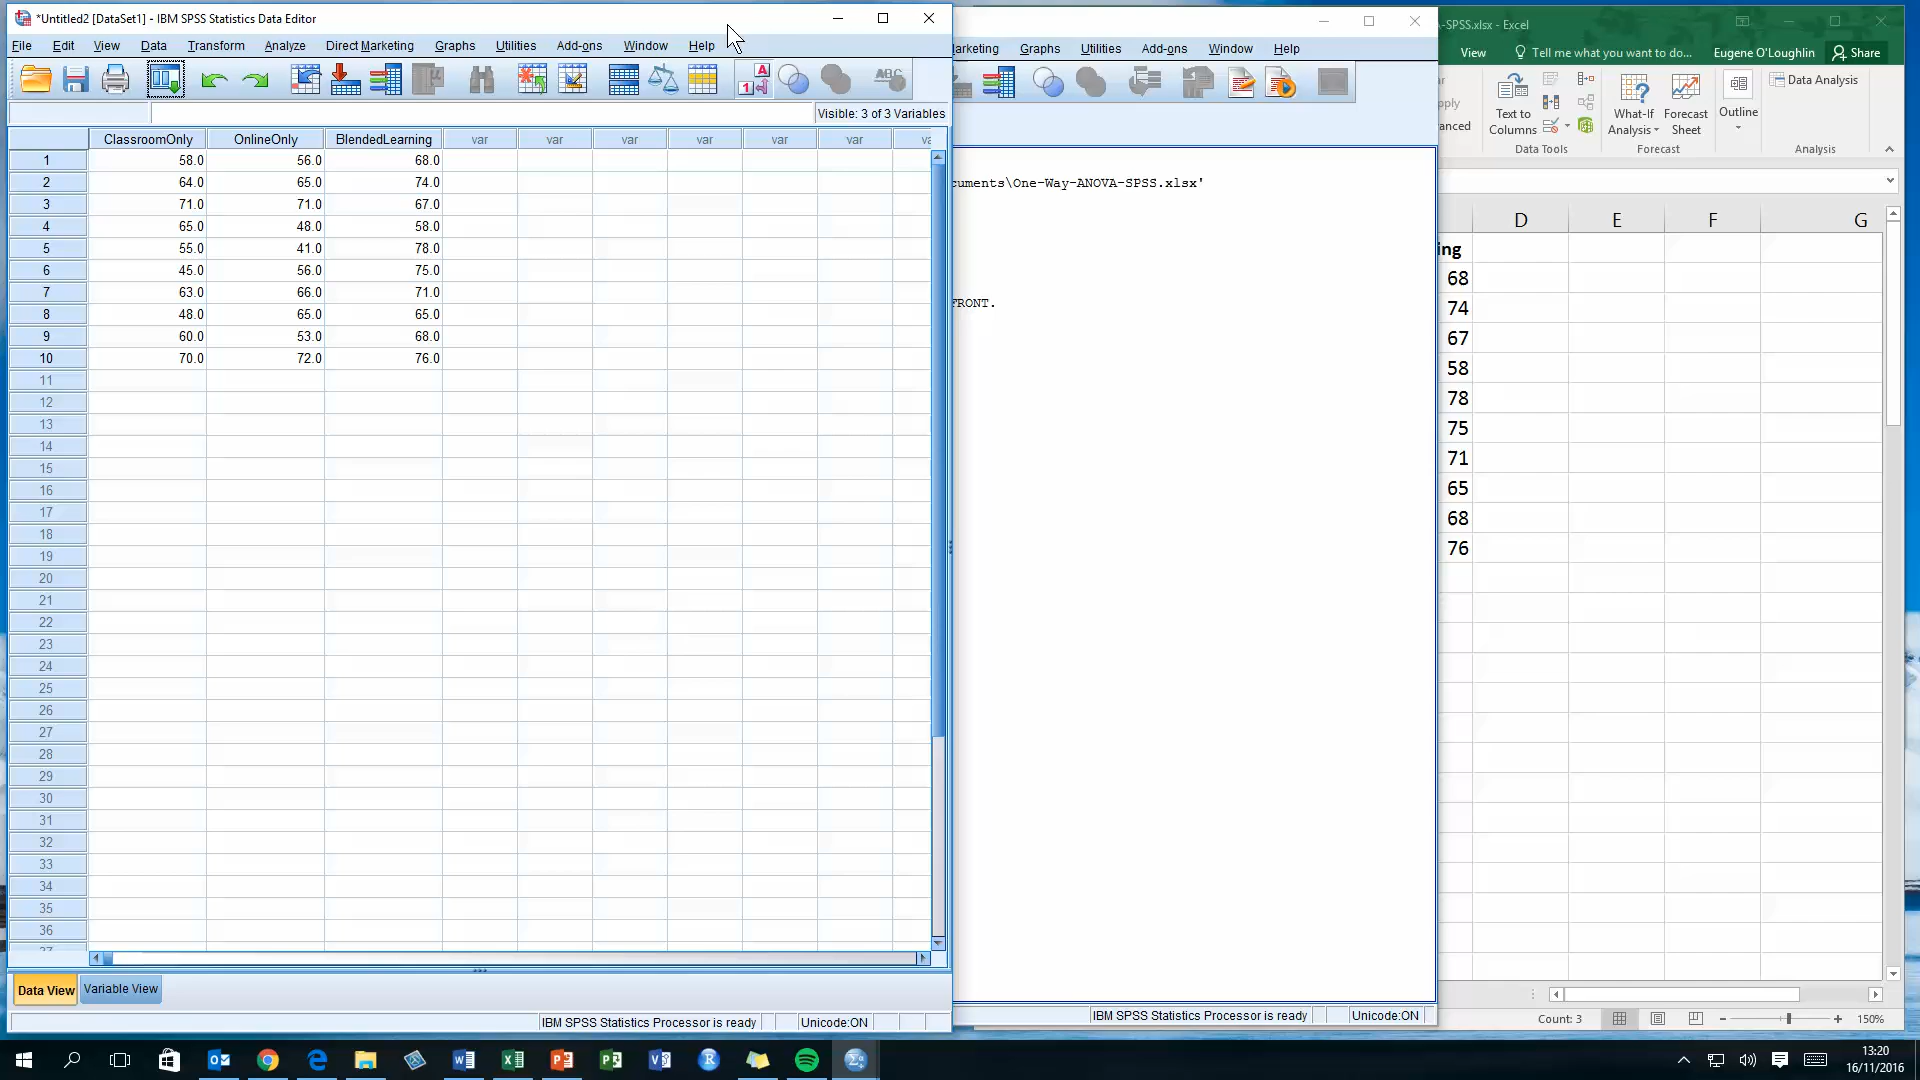 *Untitled2 [DataSet1] - IBM SPSS Statistics Data Editor
File Edit View Data Transform Analyze Direct Marketing Graphs Utilities Add-ons Window Help
Visible: 3 of 3 Variables
ClassroomOnly OnlineOnly BlendedLearning var var var var var var va
1 58.0 56.0 68.0
2 64.0 65.0 74.0
3 71.0 71.0 67.0
4 65.0 48.0 58.0
5 55.0 41.0 78.0
6 45.0 56.0 75.0
7 63.0 66.0 71.0
8 48.0 65.0 65.0
9 60.0 53.0 68.0
10 70.0 72.0 76.0
11
12
13
14
15
16
17
18
19
20
21
22
23
24
25
26
27
28
29
30
31
32
33
34
35
36
37
Data View Variable View
IBM SPSS Statistics Processor is ready Unicode:ON
arketing Graphs Utilities Add-ons Window Help
cuments\One-Way-ANOVA-SPSS.xlsx'
FRONT.
IBM SPSS Statistics Processor is ready Unicode:ON
A-SPSS.xlsx - Excel
View Tell me what you want to do... Eugene O'Loughlin Share
pply
vanced
Text to Columns
What-If Analysis
Forecast Sheet
Outline
Data Analysis
Data Tools Forecast Analysis
D E F G
ing
68
74
67
58
78
75
71
65
68
76
Count: 3 150%
13:20
16/11/2016